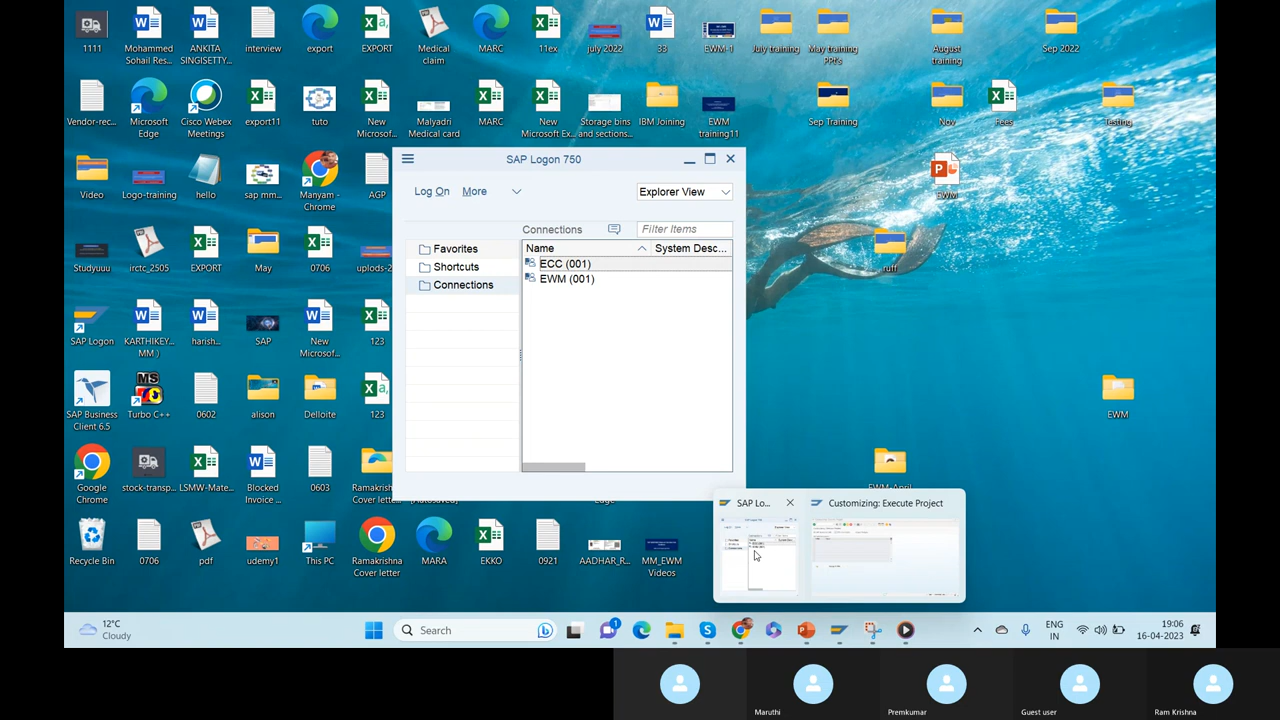 1111
Mohammed
Sohail Res...
ANKITA
SINGISETTY...
interview
export
EXPORT
Medical
claim
MARC
11ex
july 2022
33
EWM-1
July training
May training
PPt's
August
training
Sep 2022
Vendor-rec...
Microsoft
Edge
Cisco Webex
Meetings
export11
tuto
New
Microsof...
Malyadri
Medical card
MARC
New
Microsoft Ex...
Storage bins
and sections...
IBM Joining
EWM
training11
Sep Training
Nov
Fees
Testing
Video
Logo-training
hello
sap mm...
Manyam -
Chrome
AGP
SAP Logon 750
EWM
Log On
More
Explorer View
Connections
Filter Items
Name
System Desc...
Favorites
Shortcuts
Connections
ECC (001)
EWM (001)
Studyuuu
irctc_2505
EXPORT
May
0706
uplods-2
ruff
SAP Logon
KARTHIKEY...
MM )
harish...
SAP
New
Microsof...
123
SAP Business
Client 6.5
Turbo C++
0602
alison
Delloite
123
EWM
Google
Chrome
stock-transp...
LSMW-Mate...
Blocked
Invoice ...
0603
Ramakrishna
Cover lette...
EWM-April
SAP Lo...
Customizing: Execute Project
Recycle Bin
0706
pdf
udemy1
This PC
Ramakrishna
Cover letter
MARA
EKKO
0921
AADHAR_R...
MM_EWM
Videos
12°C
Cloudy
Search
1
ENG
IN
19:06
16-04-2023
Maruthi
Premkumar
Guest user
Ram Krishna